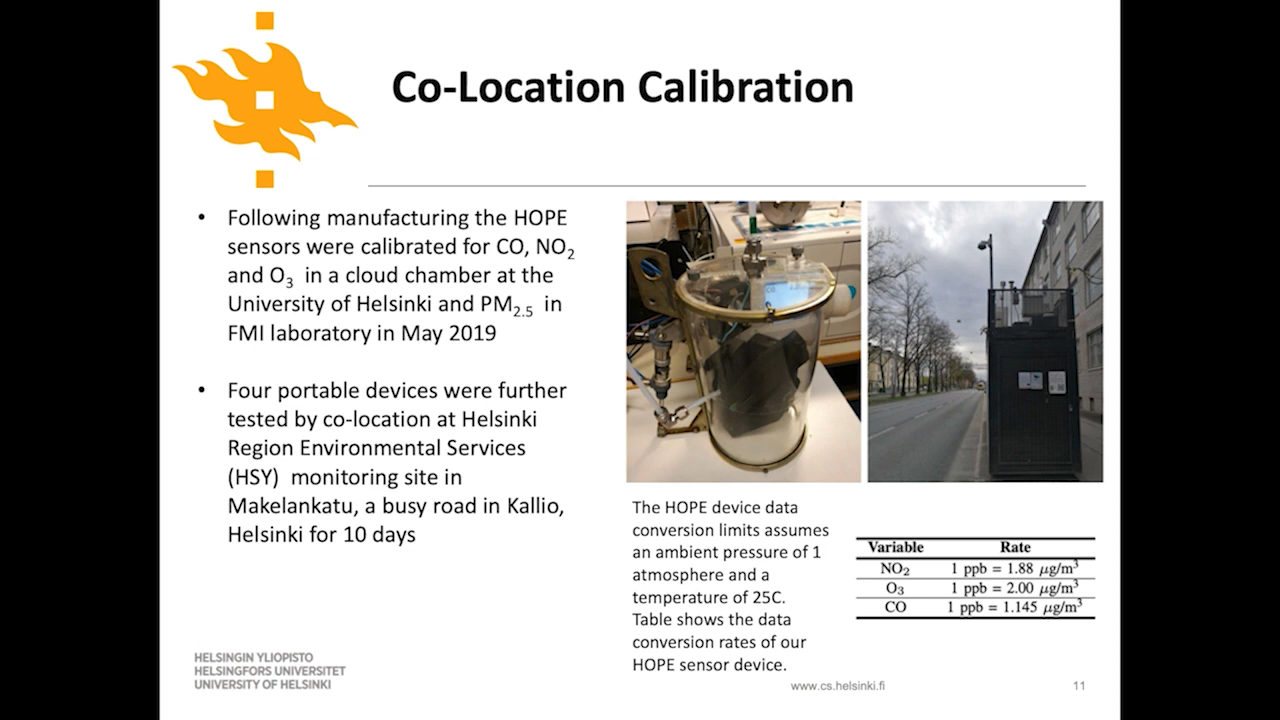 Co-Location Calibration
• Following manufacturing the HOPE
sensors were calibrated for CO, NO₂
and O₃ in a cloud chamber at the
University of Helsinki and PM₂.₅ in
FMI laboratory in May 2019
• Four portable devices were further
tested by co-location at Helsinki
Region Environmental Services
(HSY) monitoring site in
Makelankatu, a busy road in Kallio,
Helsinki for 10 days
The HOPE device data
conversion limits assumes
an ambient pressure of 1
atmosphere and a
temperature of 25C.
Table shows the data
conversion rates of our
HOPE sensor device.
Variable Rate
NO₂ 1 ppb = 1.88 μg/m³
O₃ 1 ppb = 2.00 μg/m³
CO 1 ppb = 1.145 μg/m³
HELSINGIN YLIOPISTO
HELSINGFORS UNIVERSITET
UNIVERSITY OF HELSINKI
www.cs.helsinki.fi
11